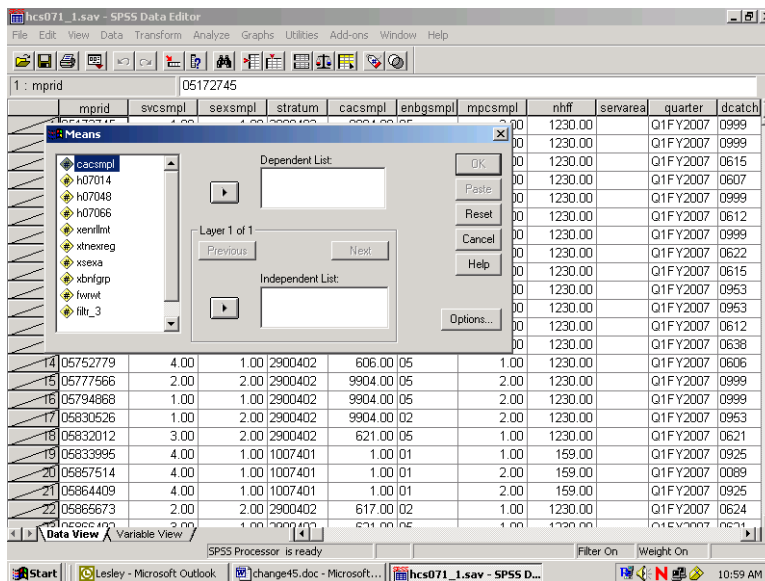 hcs071_1.sav - SPSS Data Editor
File Edit View Data Transform Analyze Graphs Utilities Add-ons Window Help
1 : mprid 05172745
mprid svcsmpl sexsmpl stratum cacsmpl enbgsmpl mpcsmpl nhff servarea quarter dcatch
1230.00 Q1FY2007 0999
Means
1230.00 Q1FY2007 0999
cacsmpl Dependent List: OK
1230.00 Q1FY2007 0615
h07014 Paste
1230.00 Q1FY2007 0607
h07048
1230.00 Q1FY2007 0999
h07066 Reset
1230.00 Q1FY2007 0612
xenrllmt Layer 1 of 1 Cancel
1230.00 Q1FY2007 0999
xtnexreg Previous Next
1230.00 Q1FY2007 0622
xsexa Help
1230.00 Q1FY2007 0615
xbnfgrp Independent List:
1230.00 Q1FY2007 0953
fwrwt
1230.00 Q1FY2007 0953
filtr_3 Options...
1230.00 Q1FY2007 0612
1230.00 Q1FY2007 0638
14 05752779 4.00 1.00 2900402 606.00 05 1.00 1230.00 Q1FY2007 0606
15 05777566 2.00 2.00 2900402 9904.00 05 2.00 1230.00 Q1FY2007 0999
16 05794868 1.00 1.00 2900402 9904.00 05 2.00 1230.00 Q1FY2007 0999
17 05830526 1.00 2.00 2900402 9904.00 02 2.00 1230.00 Q1FY2007 0953
18 05832012 3.00 2.00 2900402 621.00 05 1.00 1230.00 Q1FY2007 0621
19 05833995 4.00 1.00 1007401 1.00 01 1.00 159.00 Q1FY2007 0925
20 05857514 4.00 1.00 1007401 1.00 01 1.00 159.00 Q1FY2007 0089
21 05864409 4.00 1.00 1007401 1.00 01 2.00 159.00 Q1FY2007 0925
22 05865673 2.00 2.00 2900402 617.00 02 1.00 1230.00 Q1FY2007 0624
Data View Variable View
SPSS Processor is ready Filter On Weight On
Start Lesley - Microsoft Outlook change45.doc - Microsoft... hcs071_1.sav - SPSS D... 10:59 AM